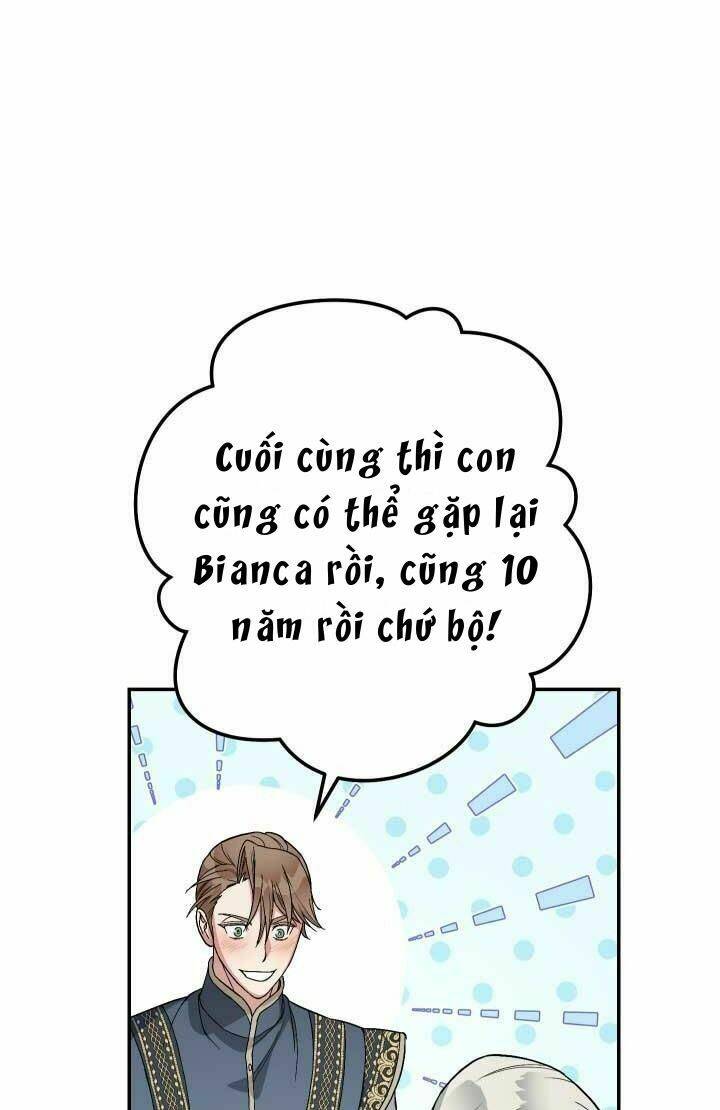 Cuối cùng thì con
cũng có thể gặp lại
Bianca rồi, cũng 10
năm rồi chứ bộ!